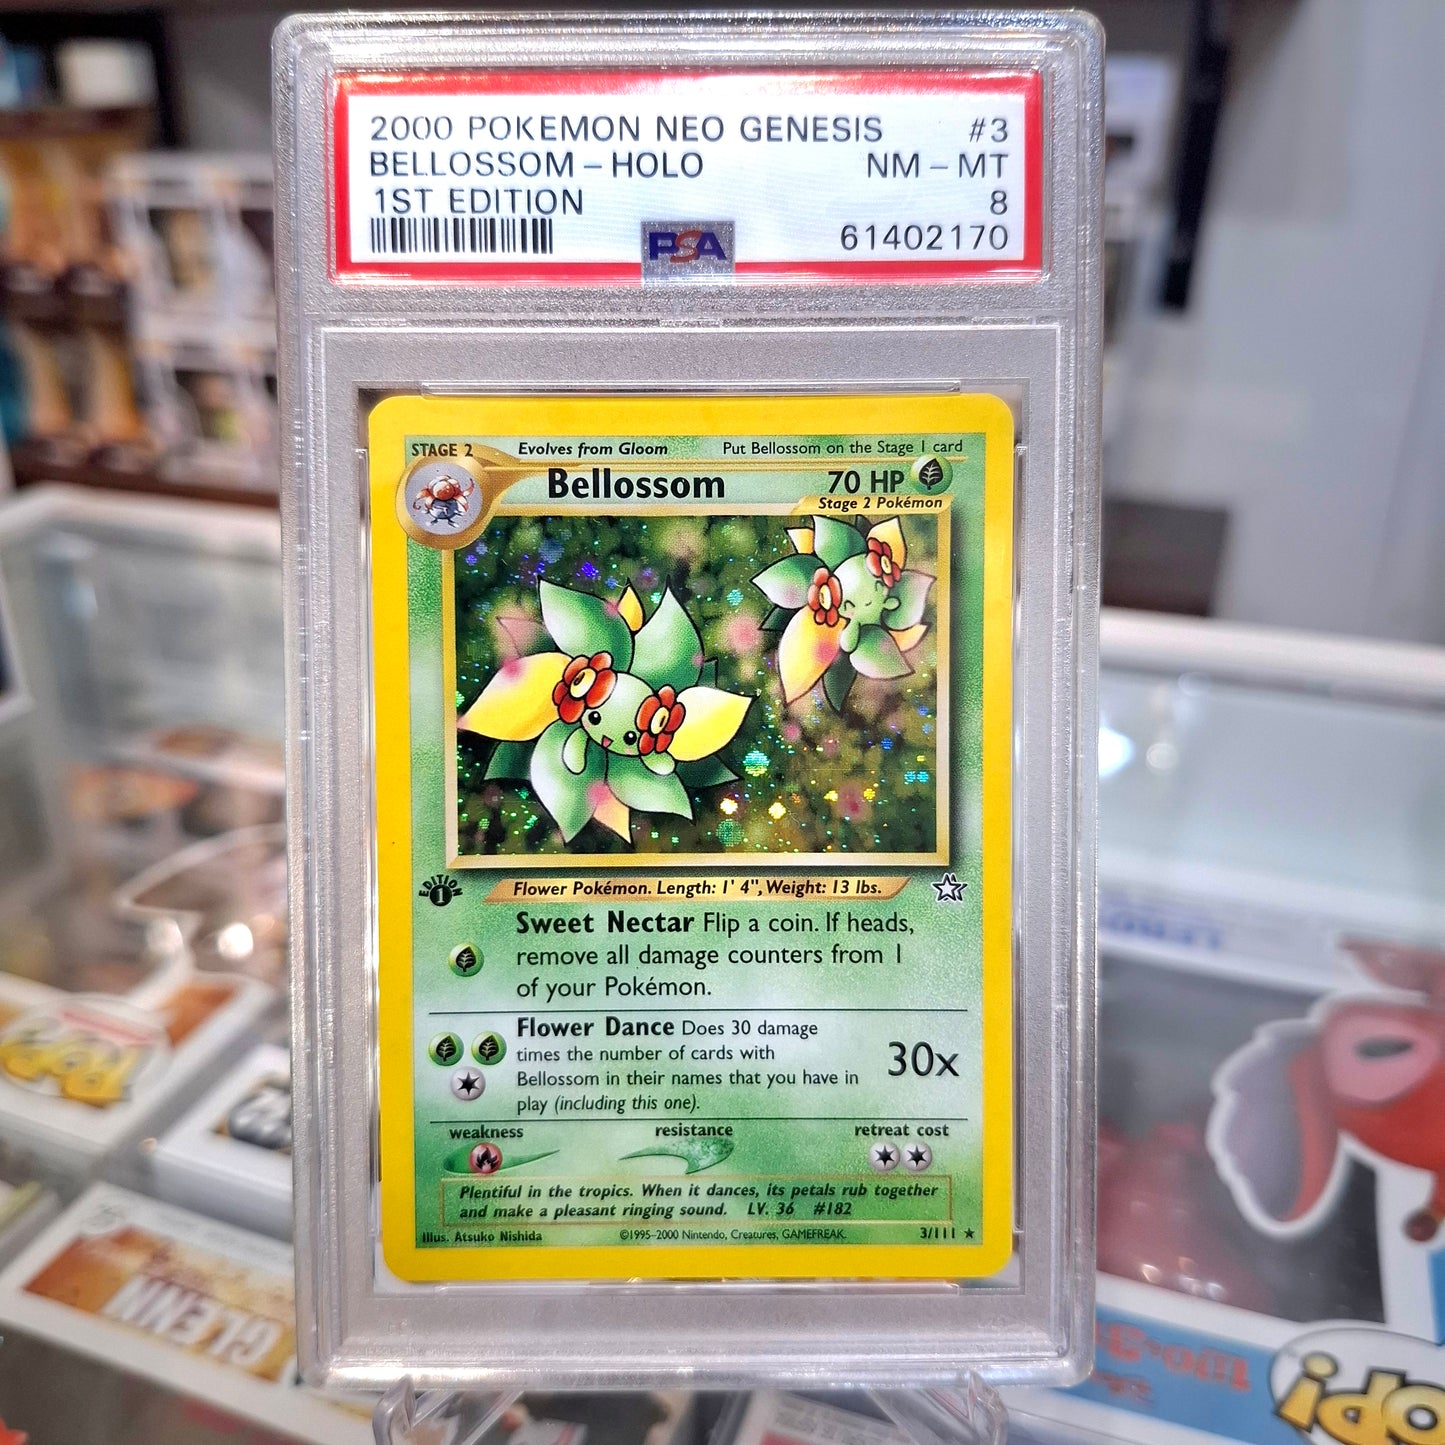 2000 POKEMON NEO GENESIS #3
BELLOSSOM - HOLO NM - MT
1ST EDITION 8
PSA 61402170
STAGE 2 Evolves from Gloom Put Bellossom on the Stage 1 card
Bellossom 70 HP
Stage 2 Pokémon
EDITION 1
Flower Pokémon. Length: 1' 4", Weight: 13 lbs.
Sweet Nectar Flip a coin. If heads,
remove all damage counters from 1
of your Pokémon.
Flower Dance Does 30 damage
times the number of cards with
Bellossom in their names that you have in
play (including this one).
30x
weakness resistance retreat cost
Plentiful in the tropics. When it dances, its petals rub together
and make a pleasant ringing sound. LV. 36 #182
Illus. Atsuko Nishida ©1995-2000 Nintendo, Creatures, GAMEFREAK. 3/111 ★
POP!
GLENN